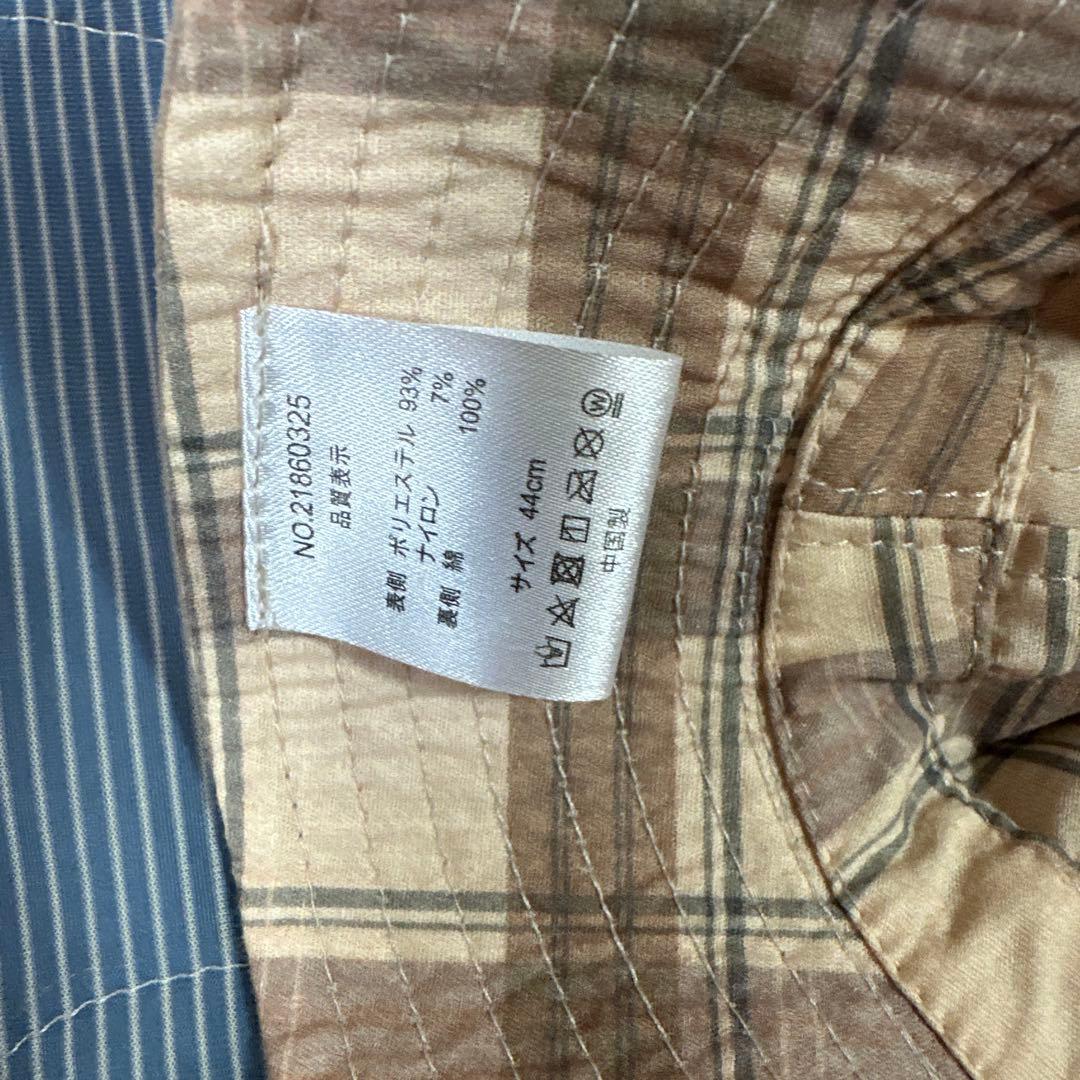 NO.21860325
品質表示
表側 ポリエステル 93%
ナイロン 7%
裏側 綿 100%
サイズ 44cm
中国製